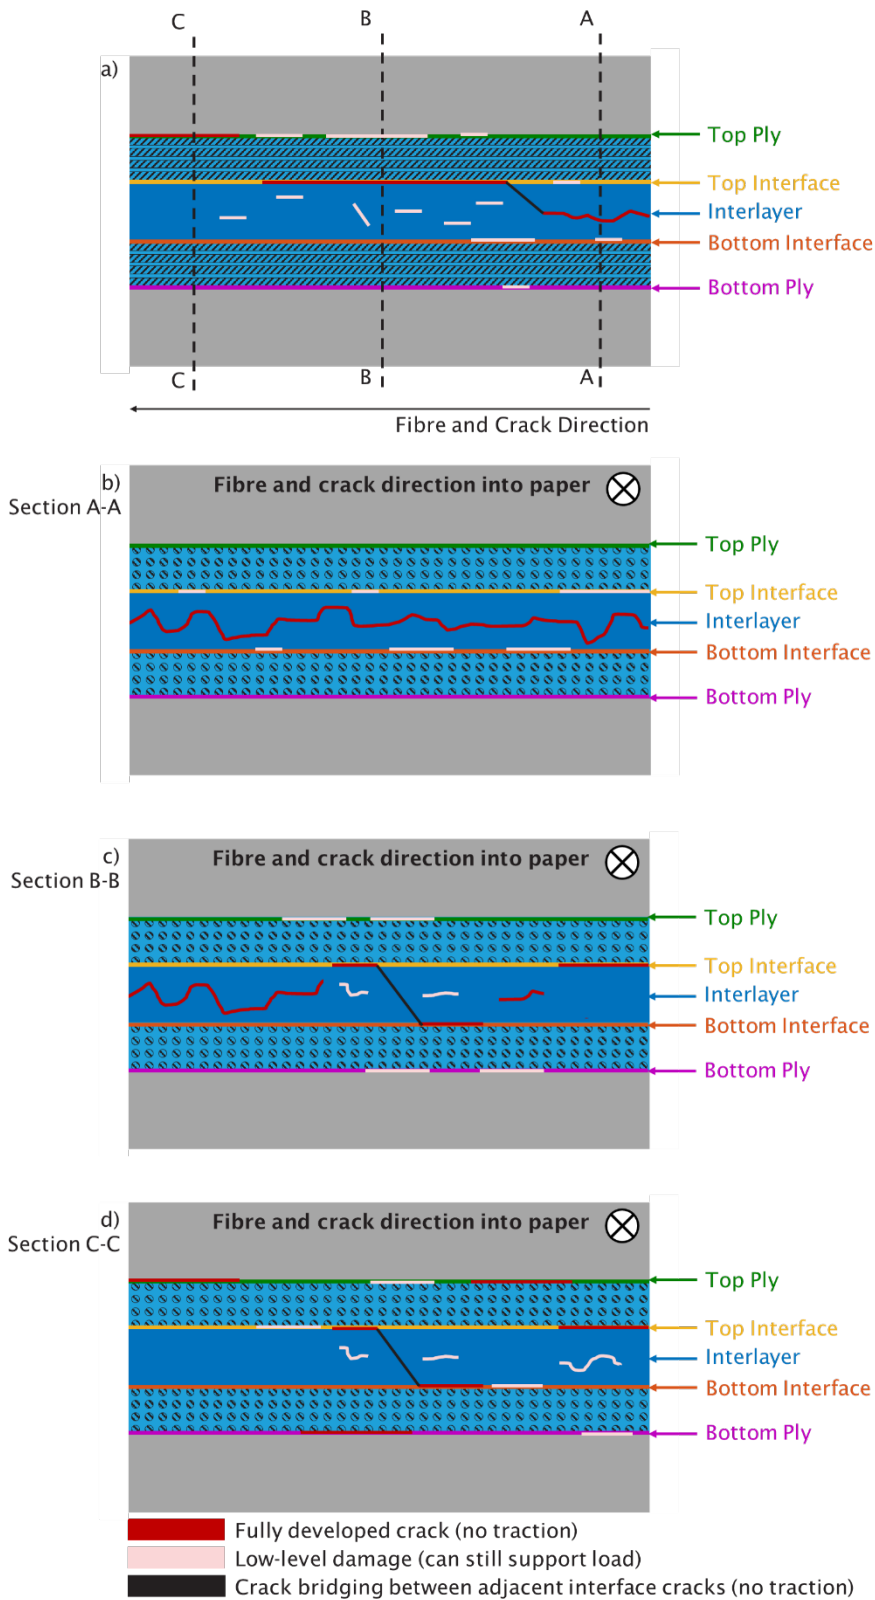 C
B
A
a)
Top Ply
Top Interface
Interlayer
Bottom Interface
Bottom Ply
C
B
A
Fibre and Crack Direction
b)
Section A-A
Fibre and crack direction into paper
Top Ply
Top Interface
Interlayer
Bottom Interface
Bottom Ply
c)
Section B-B
Fibre and crack direction into paper
Top Ply
Top Interface
Interlayer
Bottom Interface
Bottom Ply
d)
Section C-C
Fibre and crack direction into paper
Top Ply
Top Interface
Interlayer
Bottom Interface
Bottom Ply
Fully developed crack (no traction)
Low-level damage (can still support load)
Crack bridging between adjacent interface cracks (no traction)